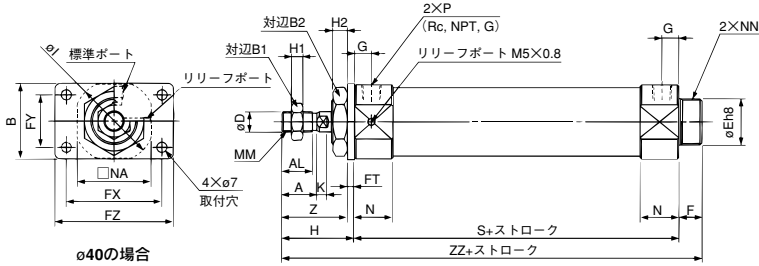 2×P
(Rc, NPT, G)
対辺B2
H2
対辺B1
H1
G
リリーフポート M5×0.8
G
2×NN
øI
標準ポート
リリーフポート
B
FY
øD
øEh8
MM
□NA
AL
4×ø7
取付穴
FX
FZ
A
K
FT
Z
N
N
F
H
S+ストローク
ZZ+ストローク
ø40の場合